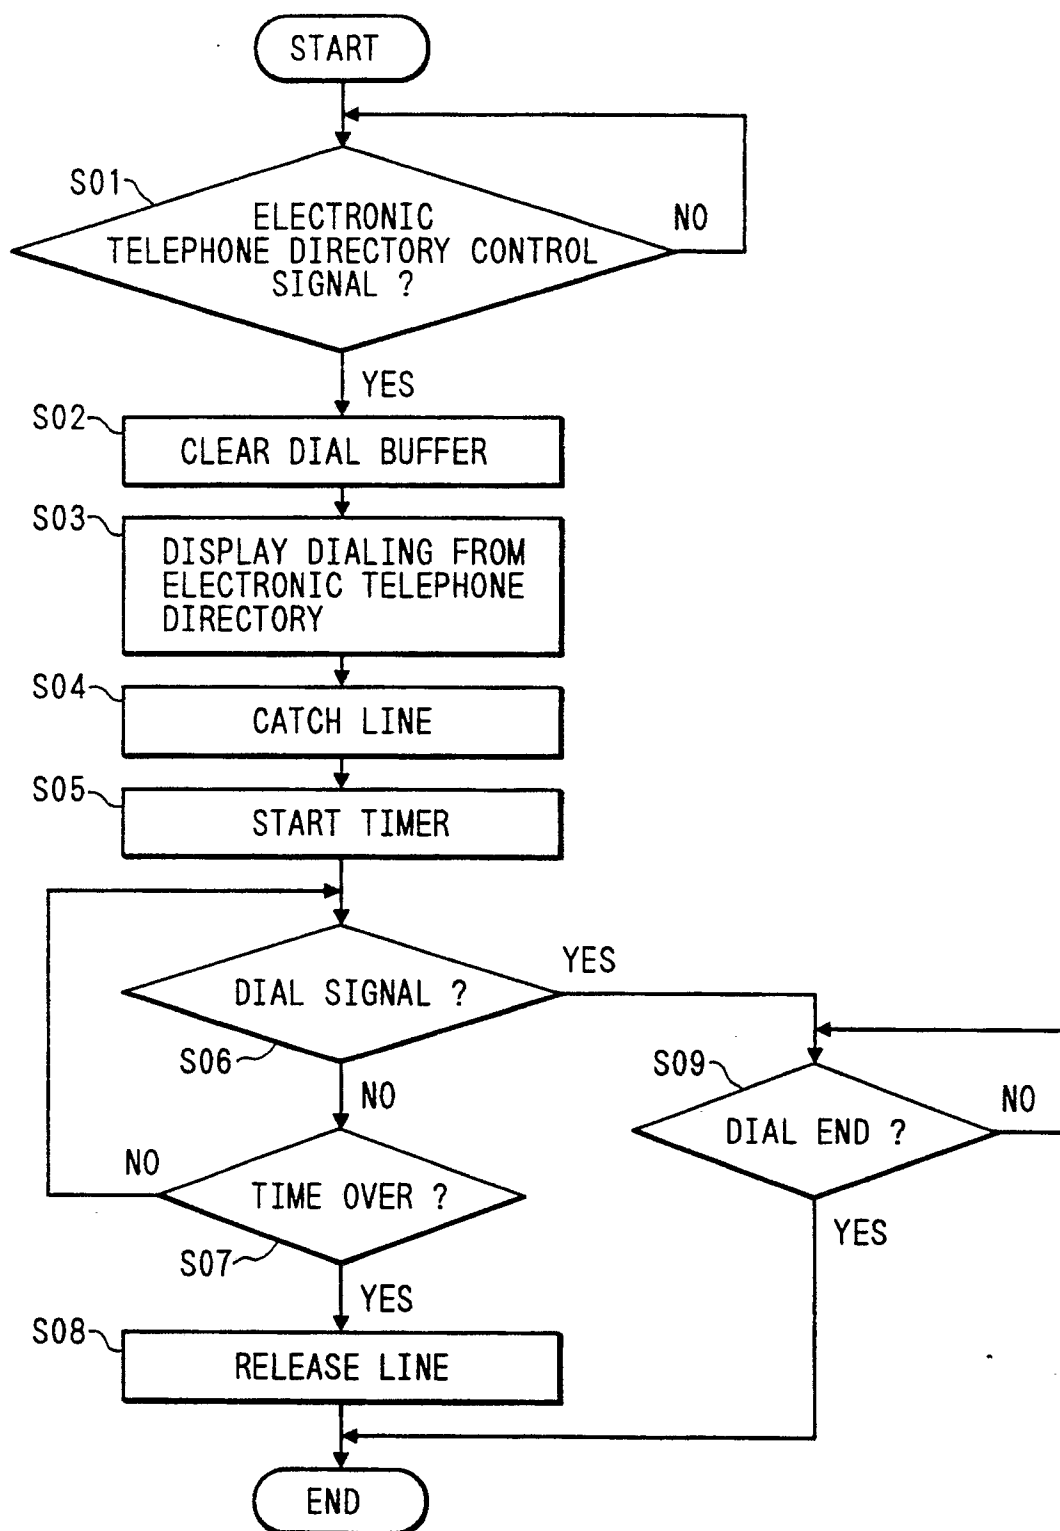 START
S01
ELECTRONIC
TELEPHONE DIRECTORY CONTROL
SIGNAL ?
NO
YES
S02
CLEAR DIAL BUFFER
S03
DISPLAY DIALING FROM
ELECTRONIC TELEPHONE
DIRECTORY
S04
CATCH LINE
S05
START TIMER
DIAL SIGNAL ?
YES
S06
NO
S09
DIAL END ?
NO
YES
TIME OVER ?
NO
S07
YES
S08
RELEASE LINE
END